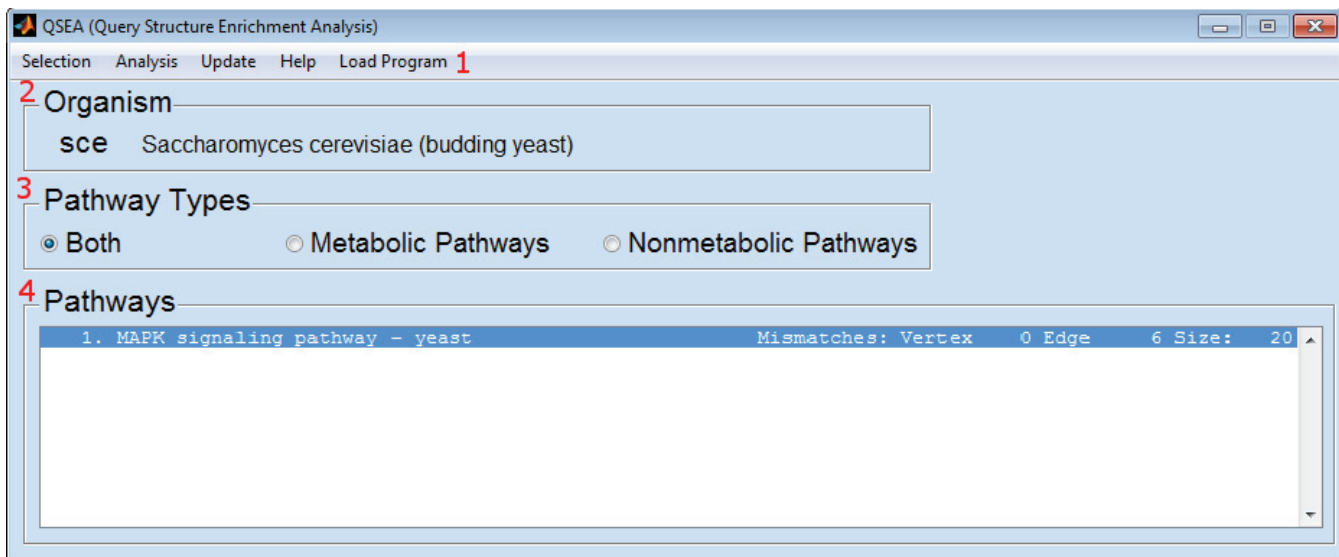 QSEA (Query Structure Enrichment Analysis)
Selection Analysis Update Help Load Program 1
2 Organism
sce Saccharomyces cerevisiae (budding yeast)
3 Pathway Types
Both Metabolic Pathways Nonmetabolic Pathways
4 Pathways
1. MAPK signaling pathway - yeast Mismatches: Vertex 0 Edge 6 Size: 20